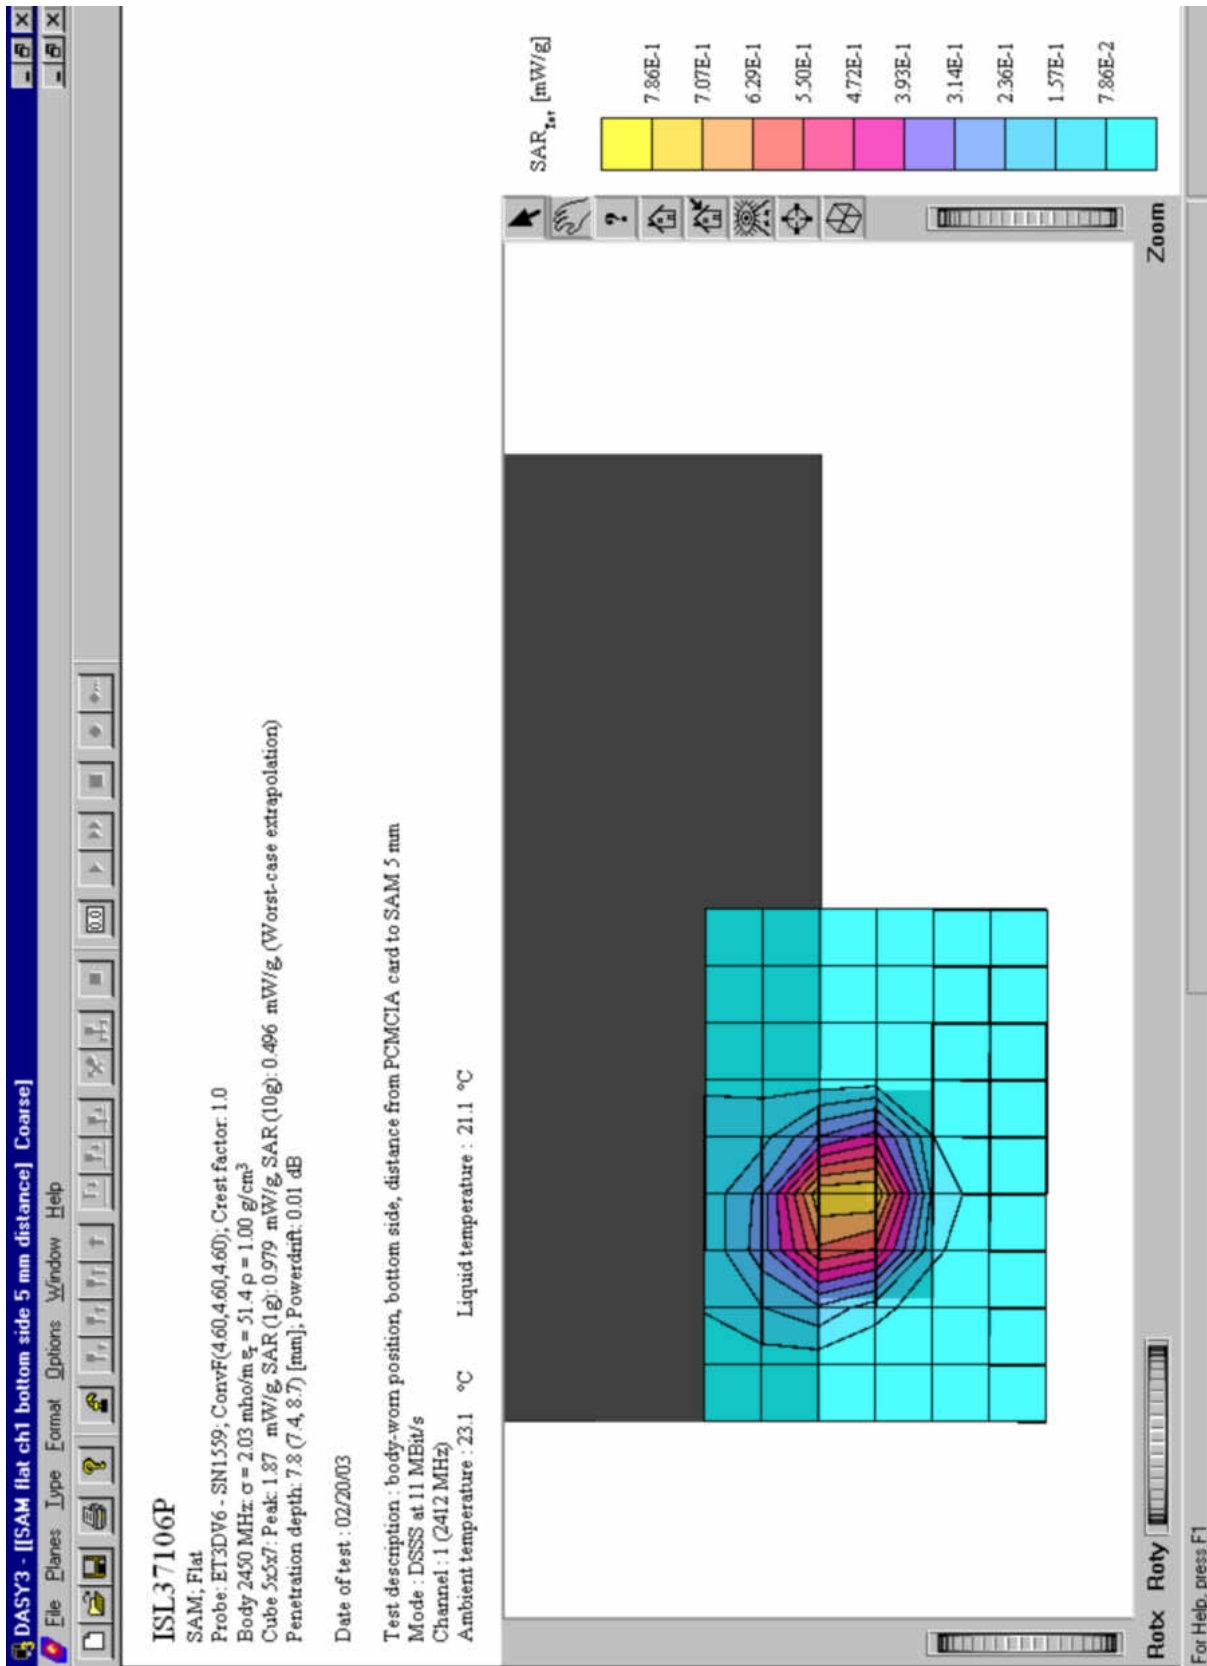 DASY3 - [[SAM flat ch1 bottom side 5 mm distance] Coarse]
File Planes Type Format Options Window Help
0.0
ISL37106P
SAM; Flat
Probe: ET3DV6 - SN1559; ConvF(4.60,4.60,4.60); Crest factor: 1.0
Body 2450 MHz: σ = 2.03 mho/m εr = 51.4 ρ = 1.00 g/cm³
Cube 5x5x7: Peak: 1.87 mW/g, SAR (1g): 0.979 mW/g, SAR (10g): 0.496 mW/g, (Worst-case extrapolation)
Penetration depth: 7.8 (7.4, 8.7) [mm]; Powerdrift: 0.01 dB
Date of test : 02/20/03
Test description : body-worn position, bottom side, distance from PCMCIA card to SAM 5 mm
Mode : DSSS at 11 MBit/s
Channel : 1 (2412 MHz)
Ambient temperature : 23.1 °C Liquid temperature : 21.1 °C
SARTot [mW/g]
7.86E-1
7.07E-1
6.29E-1
5.50E-1
4.72E-1
3.93E-1
3.14E-1
2.36E-1
1.57E-1
7.86E-2
Rotx Roty Zoom
For Help, press F1